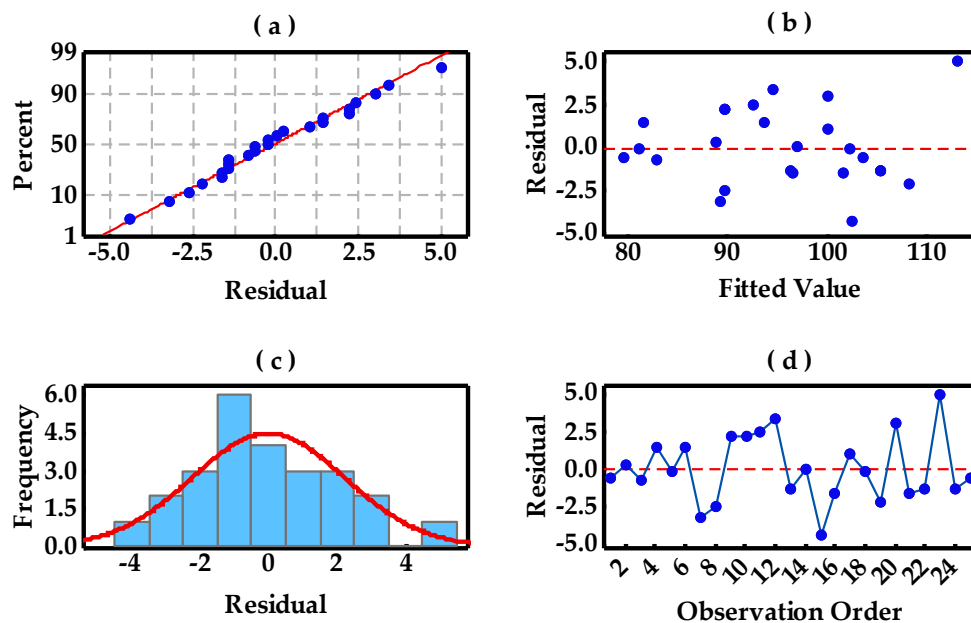 ( a )
99
90
50
10
1
Percent
-5.0 -2.5 0.0 2.5 5.0
Residual
( b )
5.0
2.5
0.0
-2.5
-5.0
Residual
80 90 100 110
Fitted Value
( c )
6.0
4.5
3.0
1.5
0.0
Frequency
-4 -2 0 2 4
Residual
( d )
5.0
2.5
0.0
-2.5
-5.0
Residual
2 4 6 8 10 12 14 16 18 20 22 24
Observation Order